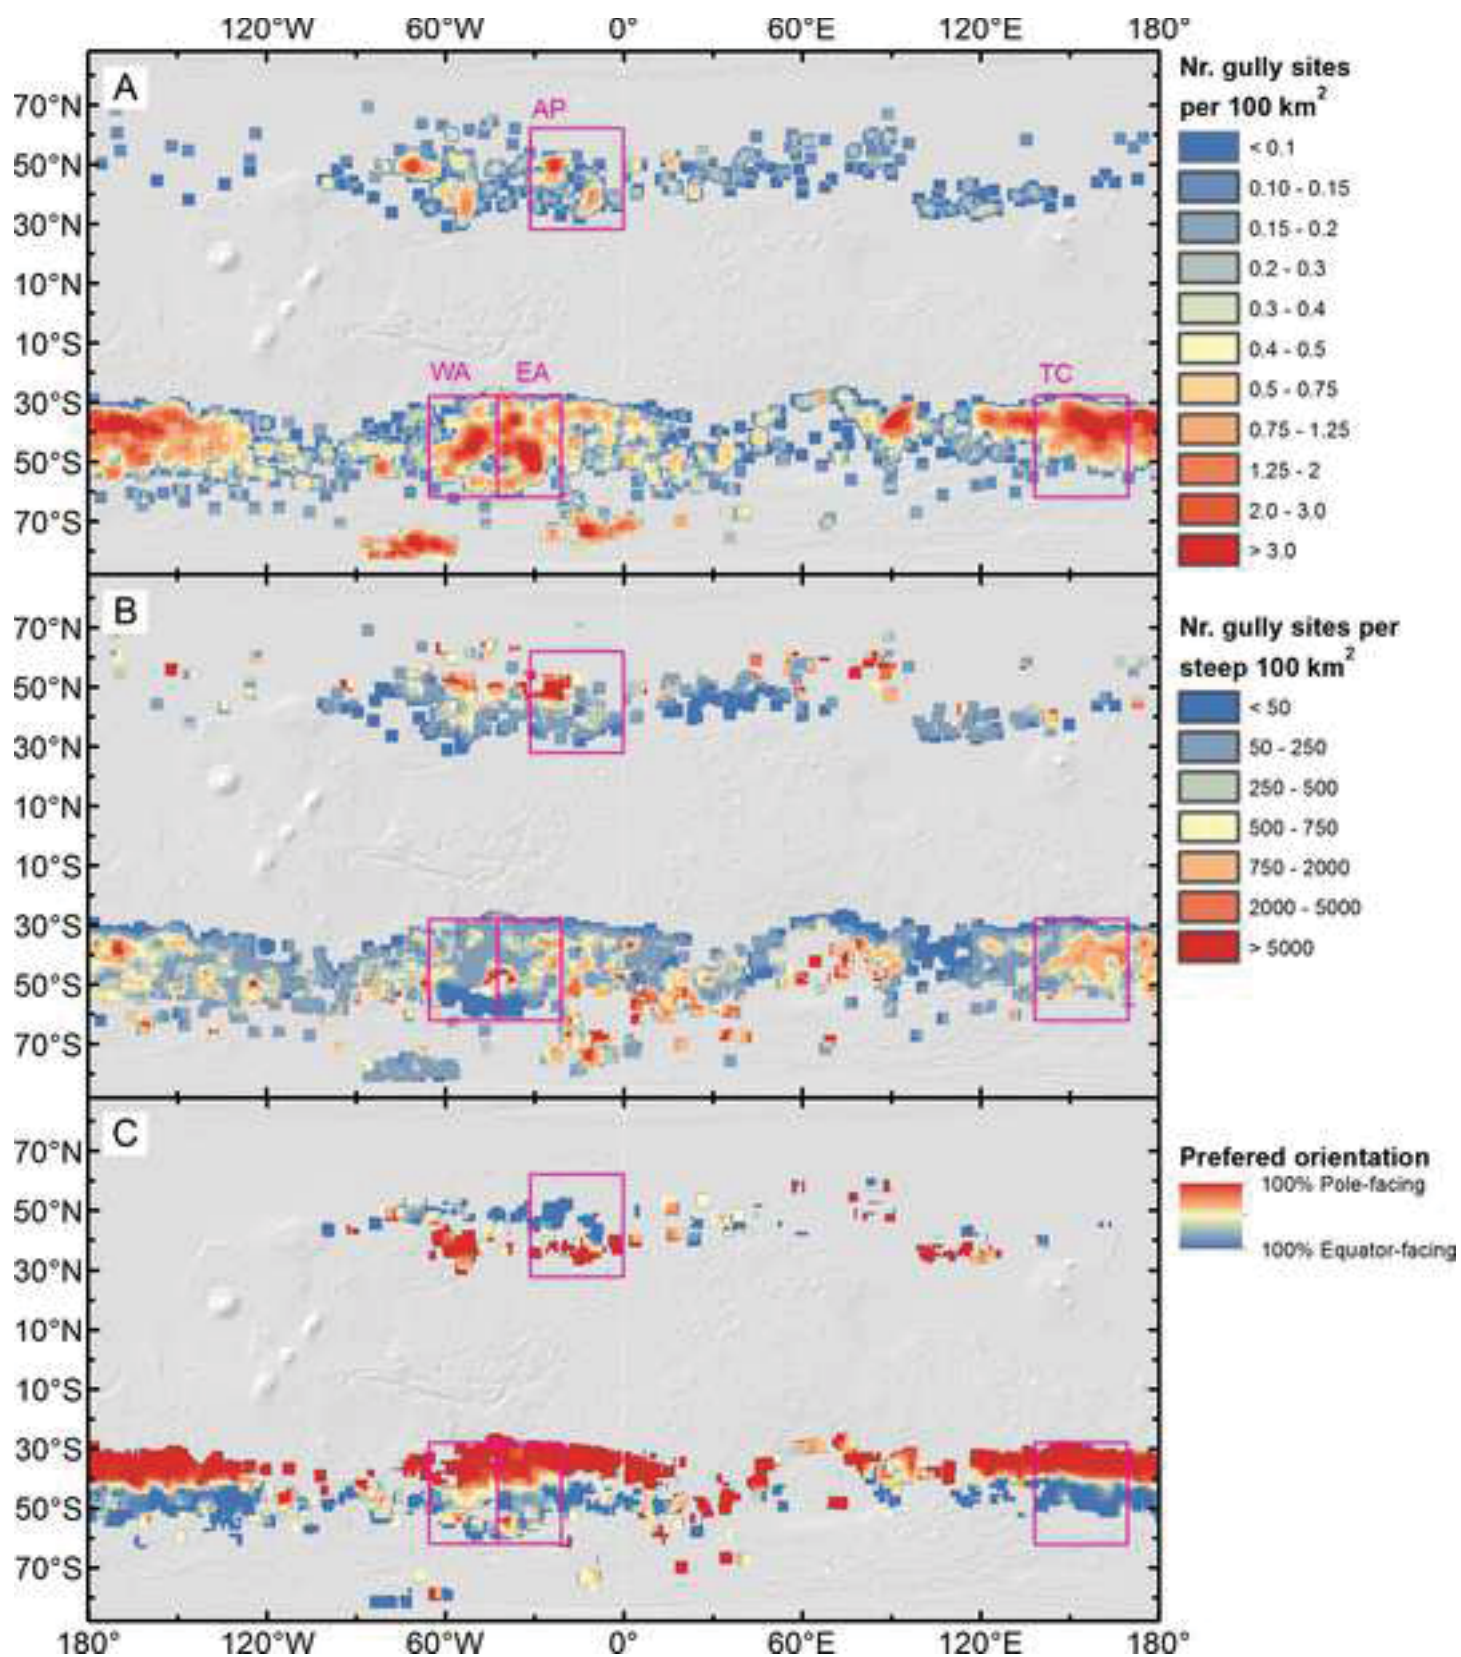 120°W 60°W 0° 60°E 120°E 180°
A
70°N
50°N
30°N
10°N
10°S
30°S
50°S
70°S
AP
WA EA TC
Nr. gully sites
per 100 km²
< 0.1
0.10 - 0.15
0.15 - 0.2
0.2 - 0.3
0.3 - 0.4
0.4 - 0.5
0.5 - 0.75
0.75 - 1.25
1.25 - 2
2.0 - 3.0
> 3.0
B
70°N
50°N
30°N
10°N
10°S
30°S
50°S
70°S
Nr. gully sites per
steep 100 km²
< 50
50 - 250
250 - 500
500 - 750
750 - 2000
2000 - 5000
> 5000
C
70°N
50°N
30°N
10°N
10°S
30°S
50°S
70°S
Prefered orientation
100% Pole-facing
100% Equator-facing
180° 120°W 60°W 0° 60°E 120°E 180°